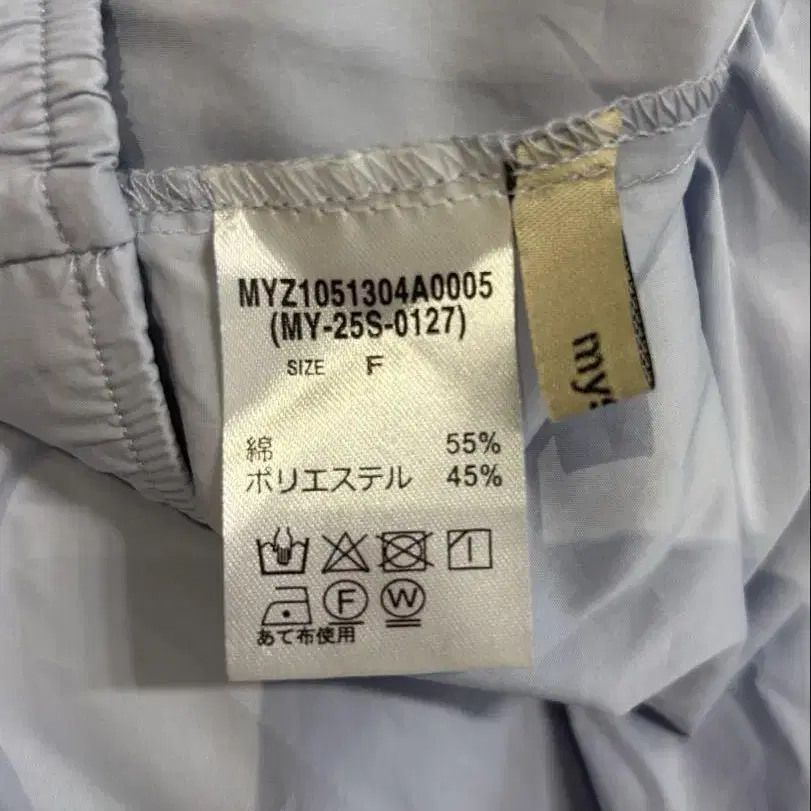 MYZ1051304A0005
(MY-25S-0127)
SIZE F
綿 55%
ポリエステル 45%
F W
あて布使用